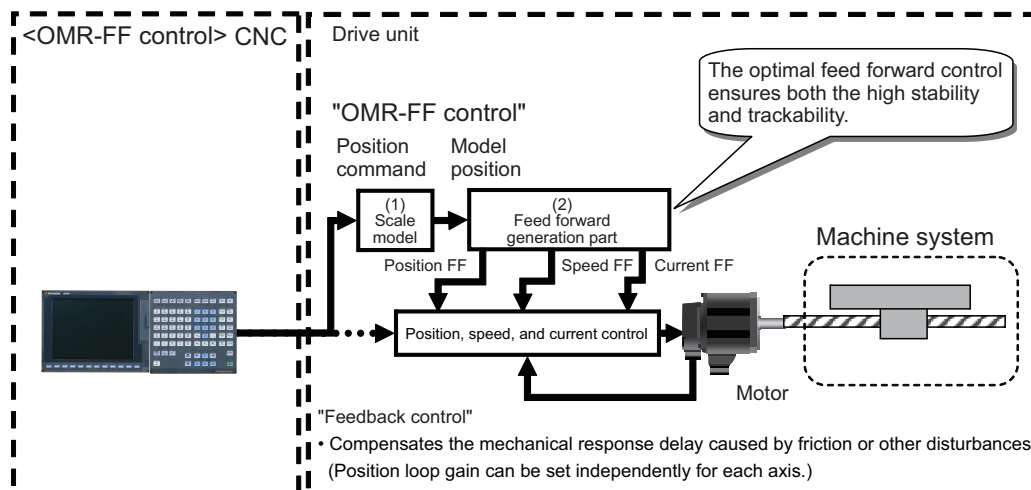 <OMR-FF control> CNC
Drive unit
The optimal feed forward control
ensures both the high stability
and trackability.
"OMR-FF control"
Position
command
Model
position
(1)
Scale
model
(2)
Feed forward
generation part
Position FF
Speed FF
Current FF
Machine system
Position, speed, and current control
Motor
"Feedback control"
• Compensates the mechanical response delay caused by friction or other disturbances
(Position loop gain can be set independently for each axis.)